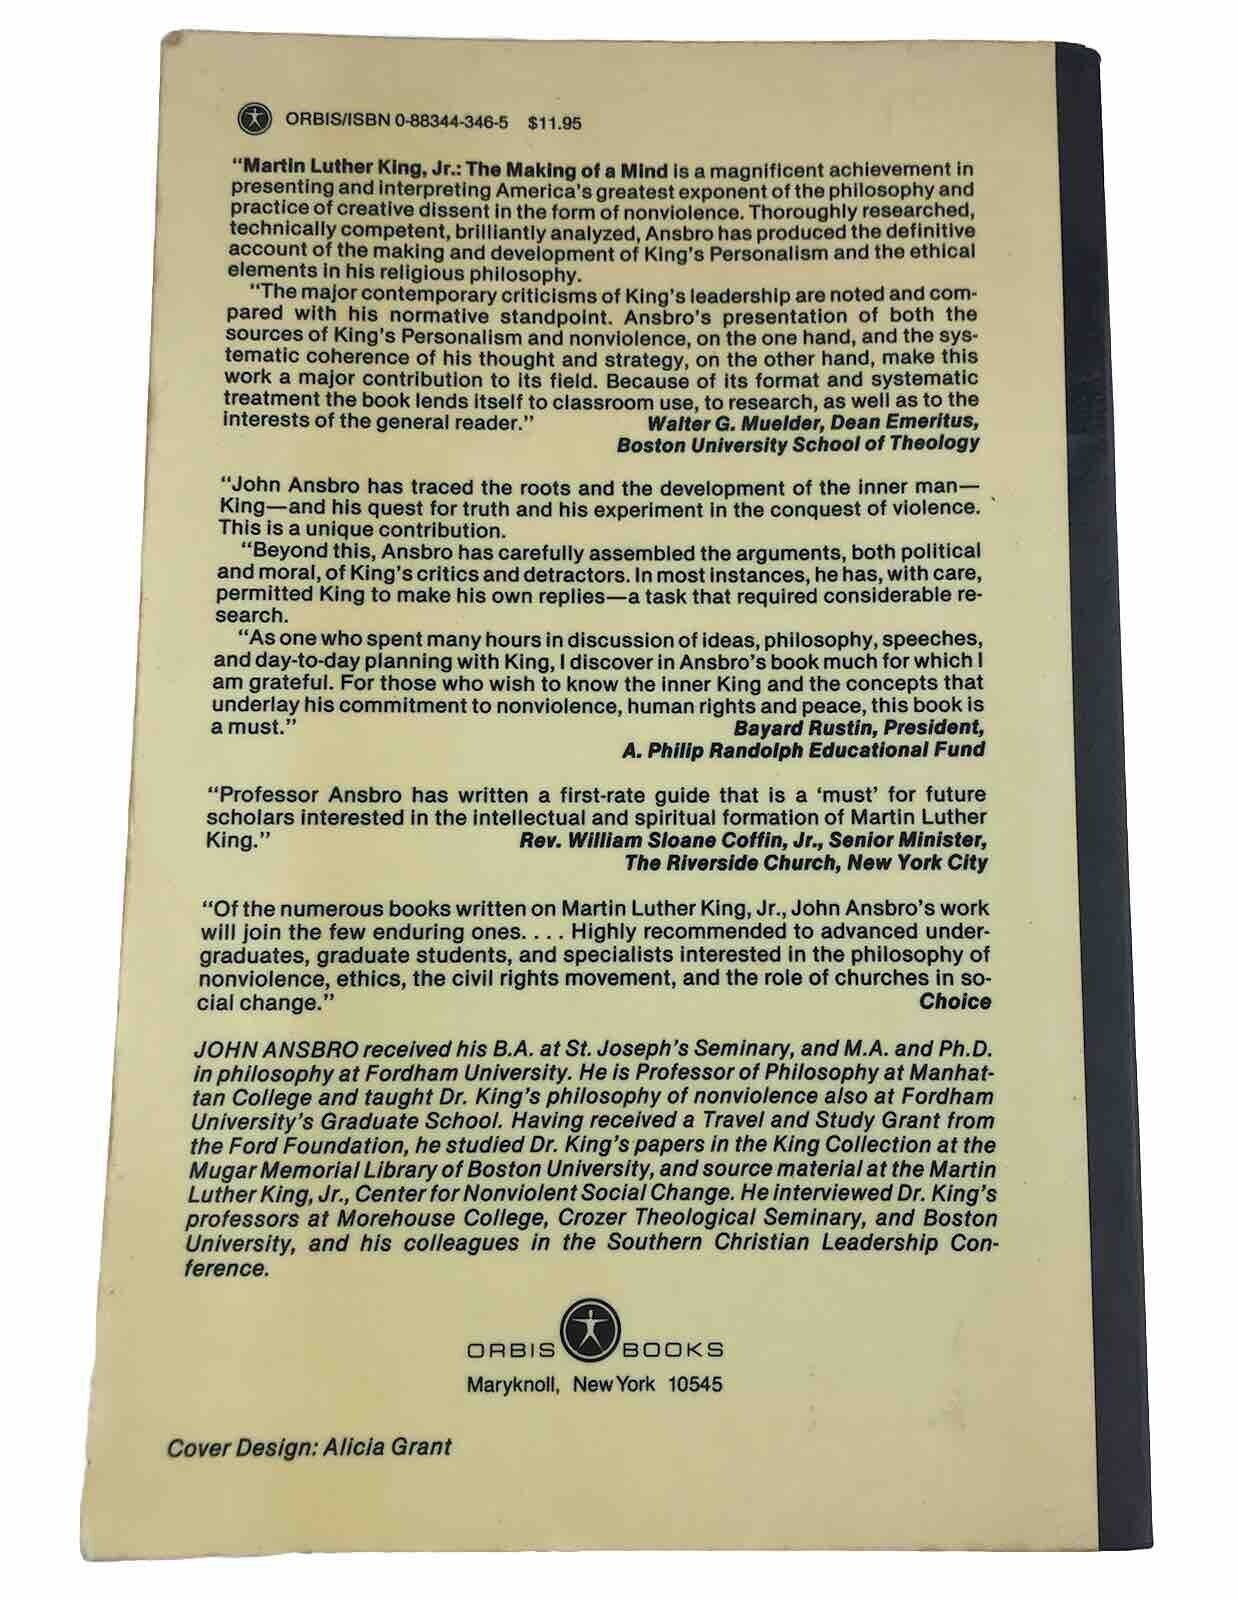 ORBIS/ISBN 0-88344-346-5 $11.95
“Martin Luther King, Jr.: The Making of a Mind is a magnificent achievement in
presenting and interpreting America’s greatest exponent of the philosophy and
practice of creative dissent in the form of nonviolence. Thoroughly researched,
technically competent, brilliantly analyzed, Ansbro has produced the definitive
account of the making and development of King’s Personalism and the ethical
elements in his religious philosophy.
“The major contemporary criticisms of King’s leadership are noted and com-
pared with his normative standpoint. Ansbro’s presentation of both the
sources of King’s Personalism and nonviolence, on the one hand, and the sys-
tematic coherence of his thought and strategy, on the other hand, make this
work a major contribution to its field. Because of its format and systematic
treatment the book lends itself to classroom use, to research, as well as to the
interests of the general reader.” Walter G. Muelder, Dean Emeritus,
Boston University School of Theology
“John Ansbro has traced the roots and the development of the inner man—
King—and his quest for truth and his experiment in the conquest of violence.
This is a unique contribution.
“Beyond this, Ansbro has carefully assembled the arguments, both political
and moral, of King’s critics and detractors. In most instances, he has, with care,
permitted King to make his own replies—a task that required considerable re-
search.
“As one who spent many hours in discussion of ideas, philosophy, speeches,
and day-to-day planning with King, I discover in Ansbro’s book much for which I
am grateful. For those who wish to know the inner King and the concepts that
underlay his commitment to nonviolence, human rights and peace, this book is
a must.” Bayard Rustin, President,
A. Philip Randolph Educational Fund
“Professor Ansbro has written a first-rate guide that is a ‘must’ for future
scholars interested in the intellectual and spiritual formation of Martin Luther
King.” Rev. William Sloane Coffin, Jr., Senior Minister,
The Riverside Church, New York City
“Of the numerous books written on Martin Luther King, Jr., John Ansbro’s work
will join the few enduring ones. . . . Highly recommended to advanced under-
graduates, graduate students, and specialists interested in the philosophy of
nonviolence, ethics, the civil rights movement, and the role of churches in so-
cial change.” Choice
JOHN ANSBRO received his B.A. at St. Joseph’s Seminary, and M.A. and Ph.D.
in philosophy at Fordham University. He is Professor of Philosophy at Manhat-
tan College and taught Dr. King’s philosophy of nonviolence also at Fordham
University’s Graduate School. Having received a Travel and Study Grant from
the Ford Foundation, he studied Dr. King’s papers in the King Collection at the
Mugar Memorial Library of Boston University, and source material at the Martin
Luther King, Jr., Center for Nonviolent Social Change. He interviewed Dr. King’s
professors at Morehouse College, Crozer Theological Seminary, and Boston
University, and his colleagues in the Southern Christian Leadership Con-
ference.
ORBIS BOOKS
Maryknoll, New York 10545
Cover Design: Alicia Grant